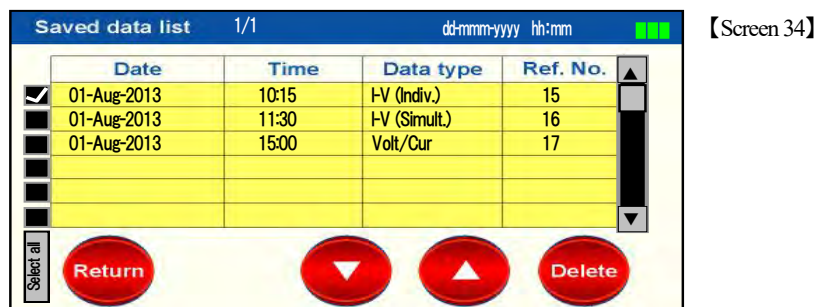 Saved data list 1/1 dd-mmm-yyyy hh:mm
【Screen 34】
Date Time Data type Ref. No.
01-Aug-2013 10:15 I-V (Indiv.) 15
01-Aug-2013 11:30 I-V (Simult.) 16
01-Aug-2013 15:00 Volt/Cur 17
Select all
Return
Delete